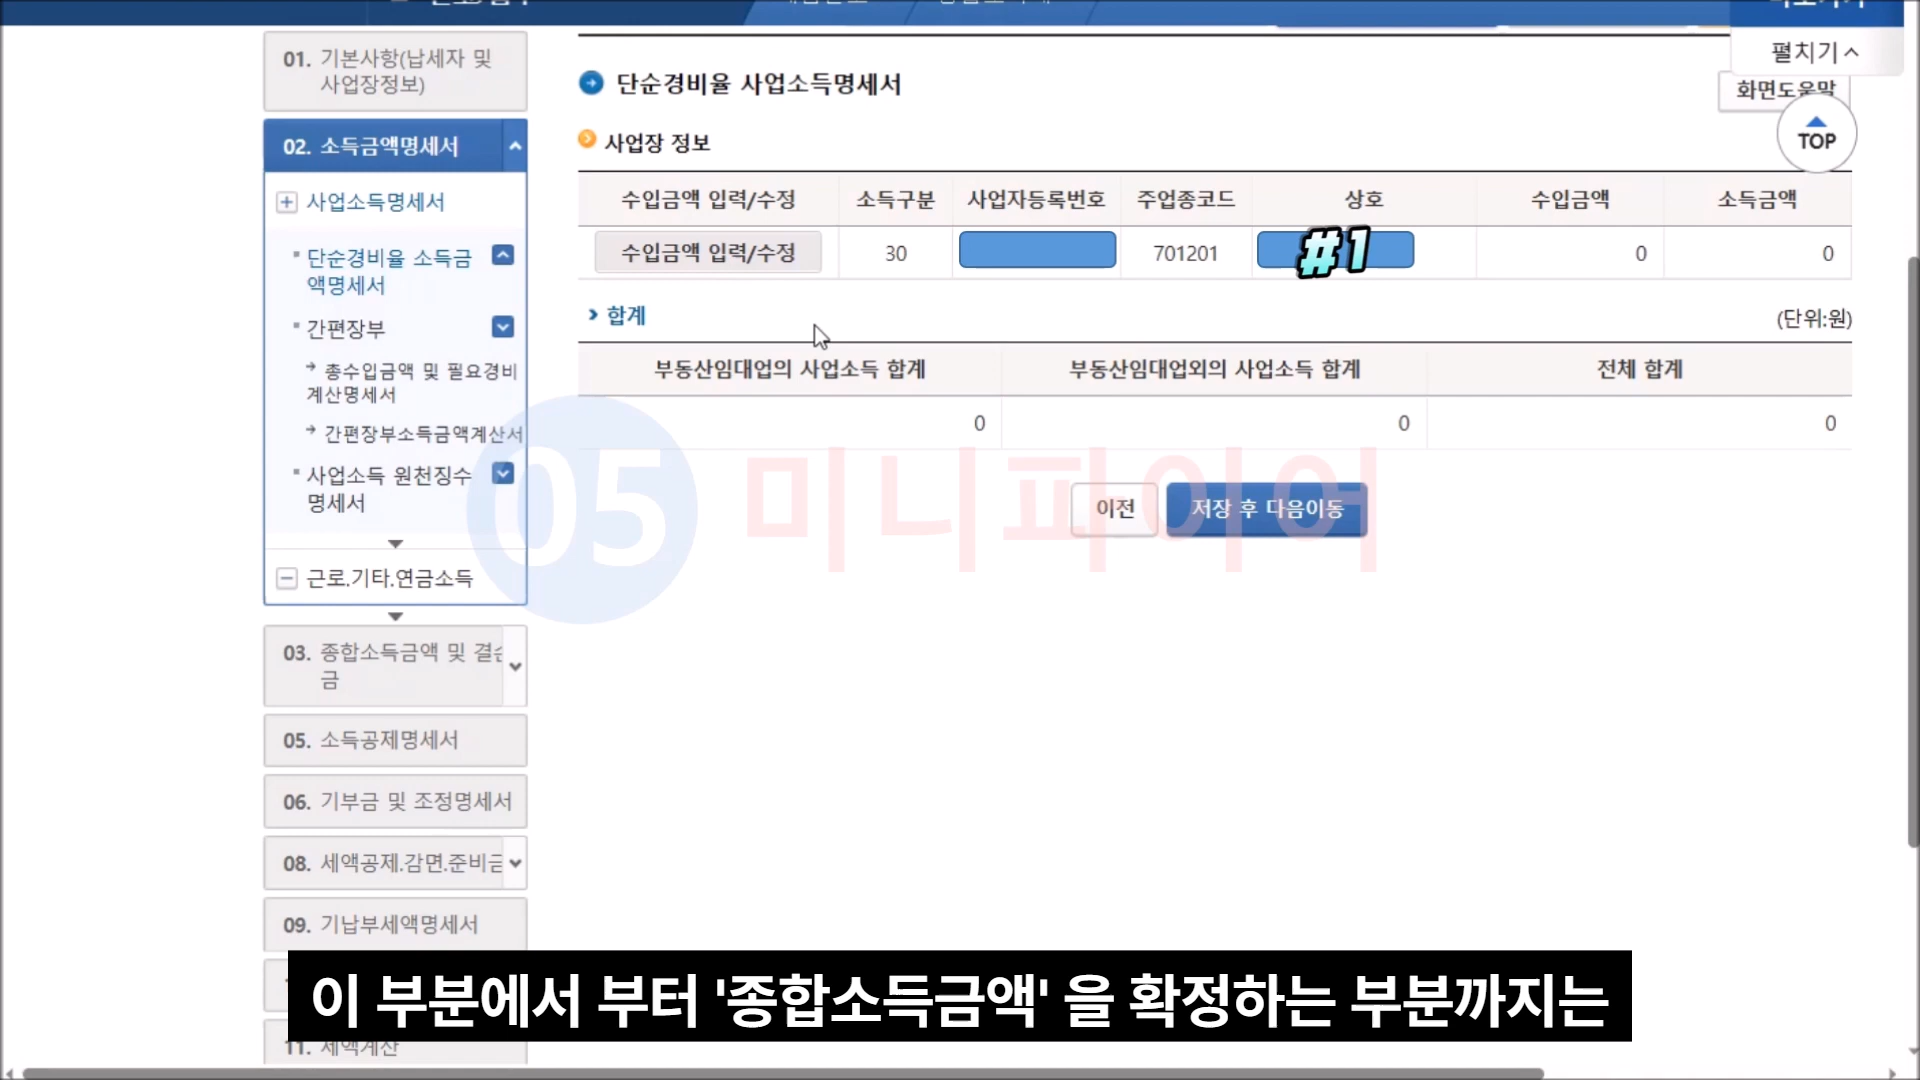 펼치기
01. 기본사항(납세자 및
사업장정보)
02. 소득금액명세서
사업소득명세서
단순경비율 소득금
액명세서
간편장부
총수입금액 및 필요경비
계산명세서
간편장부소득금액계산서
사업소득 원천징수
명세서
근로.기타.연금소득
03. 종합소득금액 및
금
05. 소득공제명세서
06. 기부금 및 조정명세서
08. 세액공제.감면.준비금
09. 기납부세액명세서
11. 세액계산
단순경비율 사업소득명세서
화면도움말
TOP
사업장 정보
수입금액 입력/수정 소득구분 사업자등록번호 주업종코드 상호 수입금액 소득금액
수입금액 입력/수정 30 701201 #1 0 0
합계
(단위:원)
부동산임대업의 사업소득 합계 부동산임대업외의 사업소득 합계 전체 합계
0 0 0
05 미니파이어
이전 저장 후 다음이동
이 부분에서 부터 '종합소득금액' 을 확정하는 부분까지는